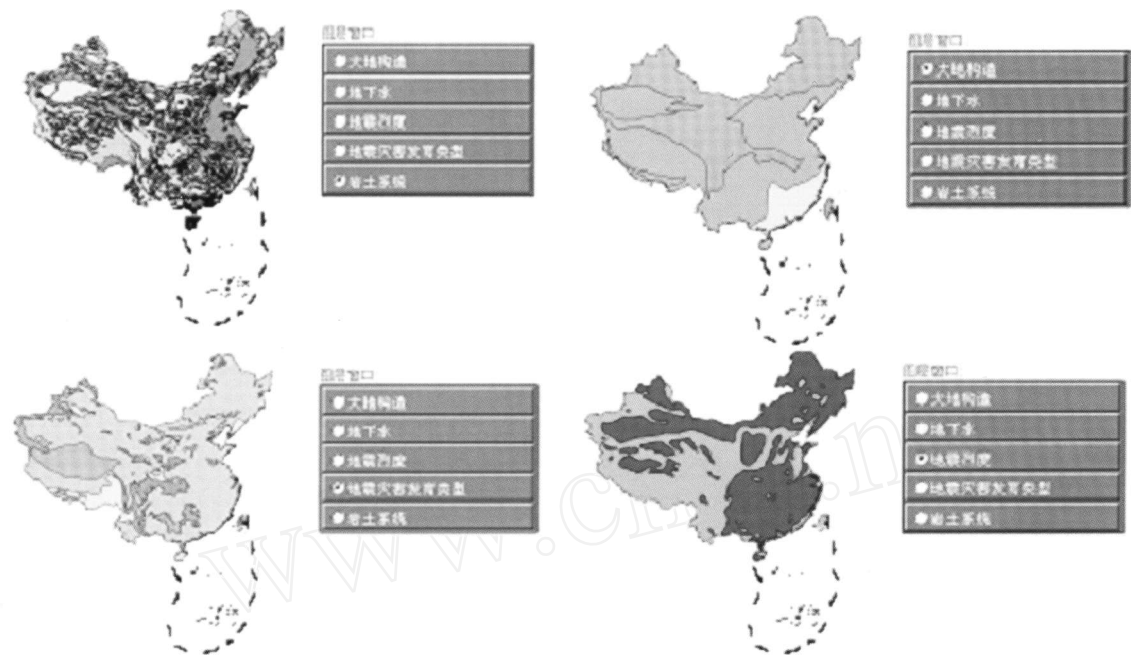 图层窗口
大地构造
地下水
地震烈度
地震灾害发育类型
岩土系统
图层窗口
大地构造
地下水
地震烈度
地震灾害发育类型
岩土系统
图层窗口
大地构造
地下水
地震烈度
地震灾害发育类型
岩土系统
图层窗口
大地构造
地下水
地震烈度
地震灾害发育类型
岩土系统